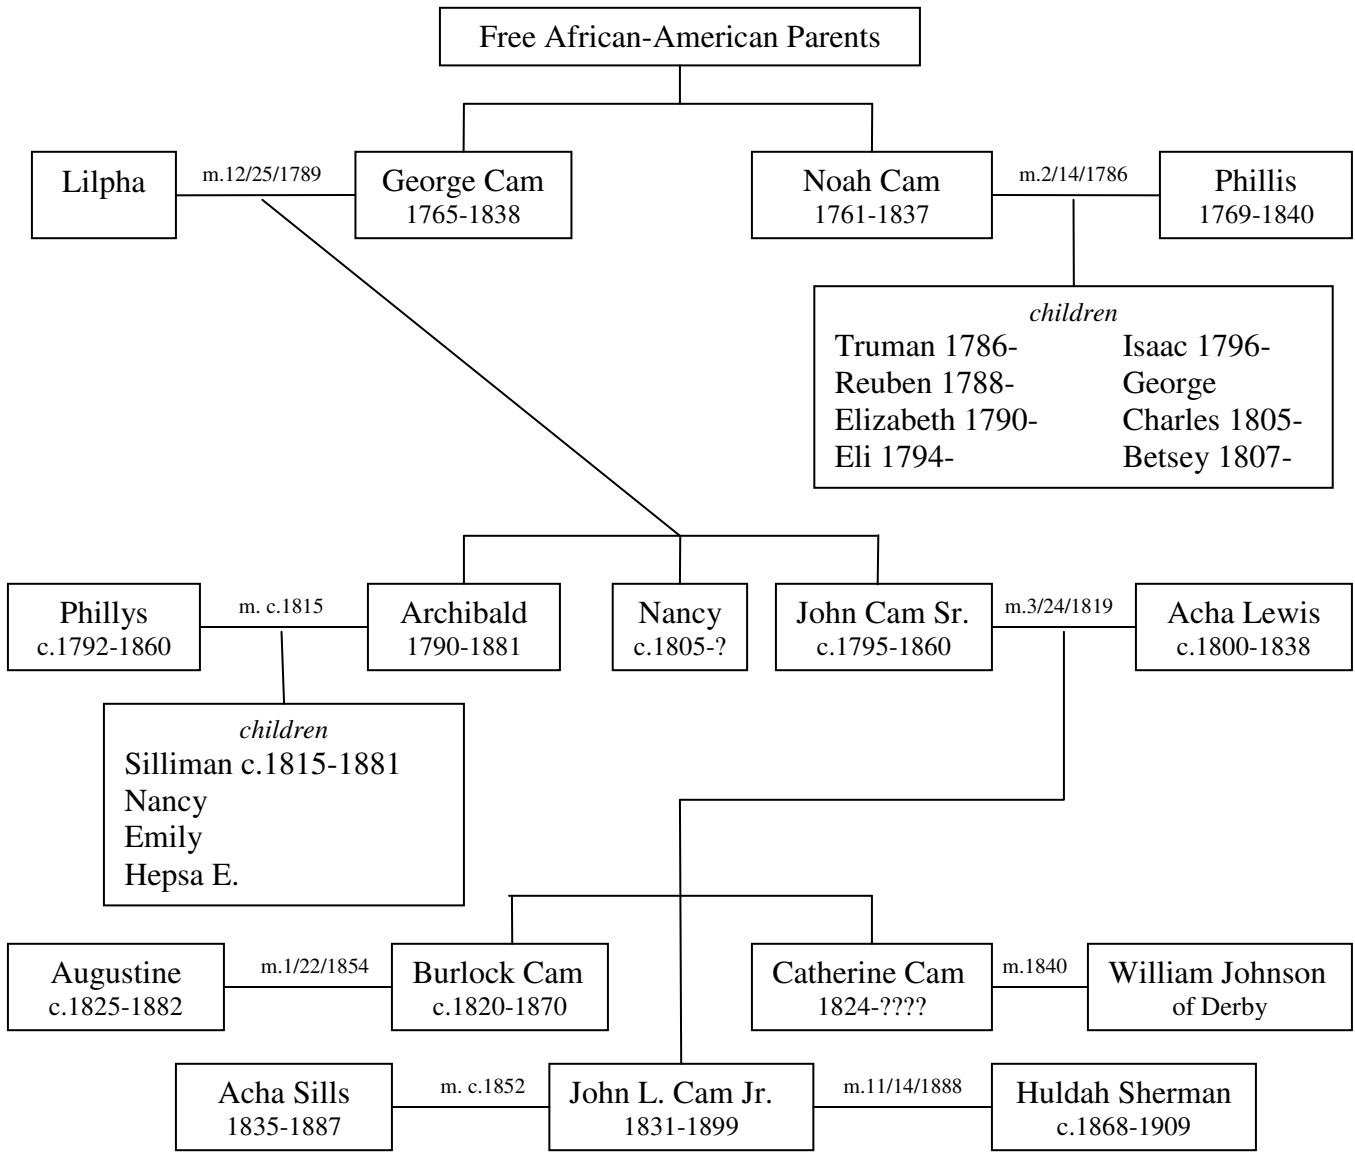 Free African-American Parents
Lilpha
m.12/25/1789
George Cam
1765-1838
Noah Cam
1761-1837
m.2/14/1786
Phillis
1769-1840
children
Truman 1786-
Reuben 1788-
Elizabeth 1790-
Eli 1794-
Isaac 1796-
George
Charles 1805-
Betsey 1807-
Phillys
c.1792-1860
m. c.1815
Archibald
1790-1881
Nancy
c.1805-?
John Cam Sr.
c.1795-1860
m.3/24/1819
Acha Lewis
c.1800-1838
children
Silliman c.1815-1881
Nancy
Emily
Hepsa E.
Augustine
c.1825-1882
m.1/22/1854
Burlock Cam
c.1820-1870
Catherine Cam
1824-????
m.1840
William Johnson
of Derby
Acha Sills
1835-1887
m. c.1852
John L. Cam Jr.
1831-1899
m.11/14/1888
Huldah Sherman
c.1868-1909